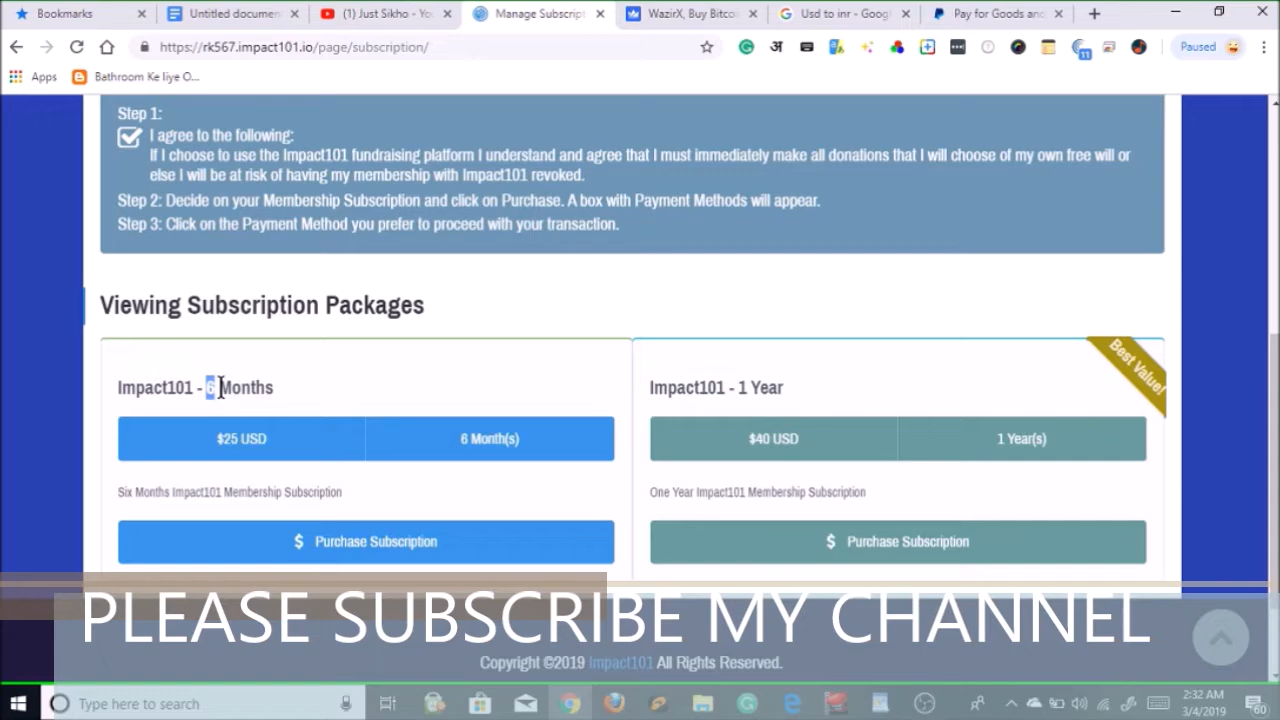 Bookmarks
Untitled documen
(1) Just Sikho - Yo
Manage Subscript
WazirX, Buy Bitco
Usd to inr - Goog
Pay for Goods and
https://rk567.impact101.io/page/subscription/
11
Paused
Apps
Bathroom Ke liye O...
Step 1:
I agree to the following:
If I choose to use the Impact101 fundraising platform I understand and agree that I must immediately make all donations that I will choose of my own free will or
else I will be at risk of having my membership with Impact101 revoked.
Step 2: Decide on your Membership Subscription and click on Purchase. A box with Payment Methods will appear.
Step 3: Click on the Payment Method you prefer to proceed with your transaction.
Viewing Subscription Packages
Best Value!
Impact101 - 6 Months
$25 USD
6 Month(s)
Six Months Impact101 Membership Subscription
$ Purchase Subscription
Impact101 - 1 Year
$40 USD
1 Year(s)
One Year Impact101 Membership Subscription
$ Purchase Subscription
PLEASE SUBSCRIBE MY CHANNEL
Copyright ©2019 Impact101 All Rights Reserved.
Type here to search
2:32 AM
3/4/2019
60